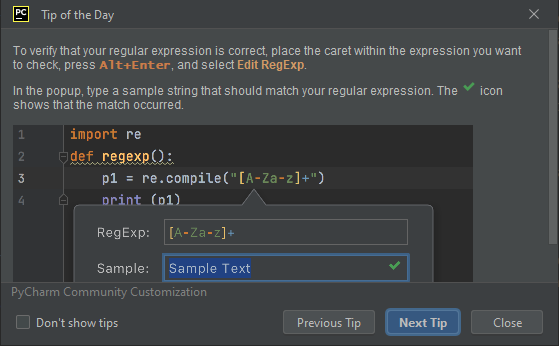 PC
Tip of the Day
To verify that your regular expression is correct, place the caret within the expression you want
to check, press Alt+Enter, and select Edit RegExp.
In the popup, type a sample string that should match your regular expression. The icon
shows that the match occurred.
1 import re
2 def regexp():
3 p1 = re.compile("[A-Za-z]+")
4 print (p1)
RegExp: [A-Za-z]+
Sample: Sample Text
PyCharm Community Customization
Don't show tips
Previous Tip
Next Tip
Close